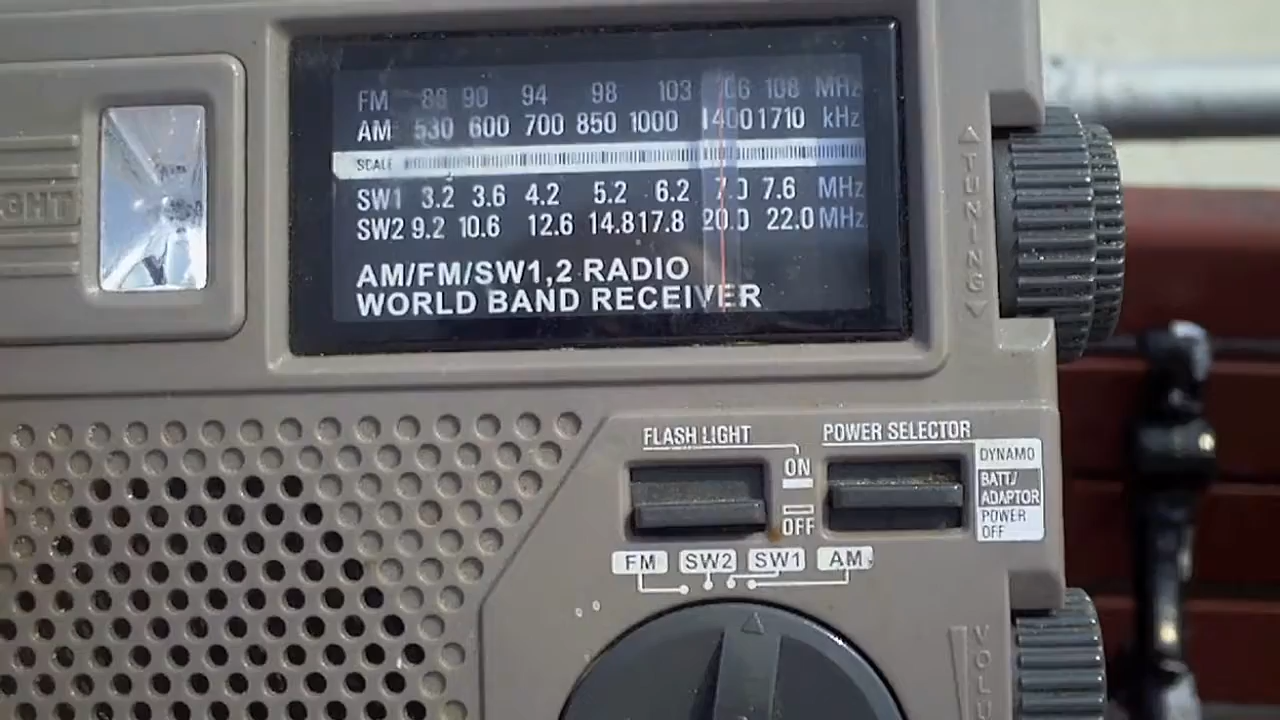 FM 88 90 94 98 103 106 108 MHz
AM 530 600 700 850 1000 1400 1710 kHz
SCALE
SW1 3.2 3.6 4.2 5.2 6.2 7.0 7.6 MHz
SW2 9.2 10.6 12.6 14.8 17.8 20.0 22.0 MHz
AM/FM/SW1,2 RADIO
WORLD BAND RECEIVER
TUNING
FLASH LIGHT
ON
OFF
POWER SELECTOR
DYNAMO
BATT/
ADAPTOR
POWER
OFF
FM SW2 SW1 AM